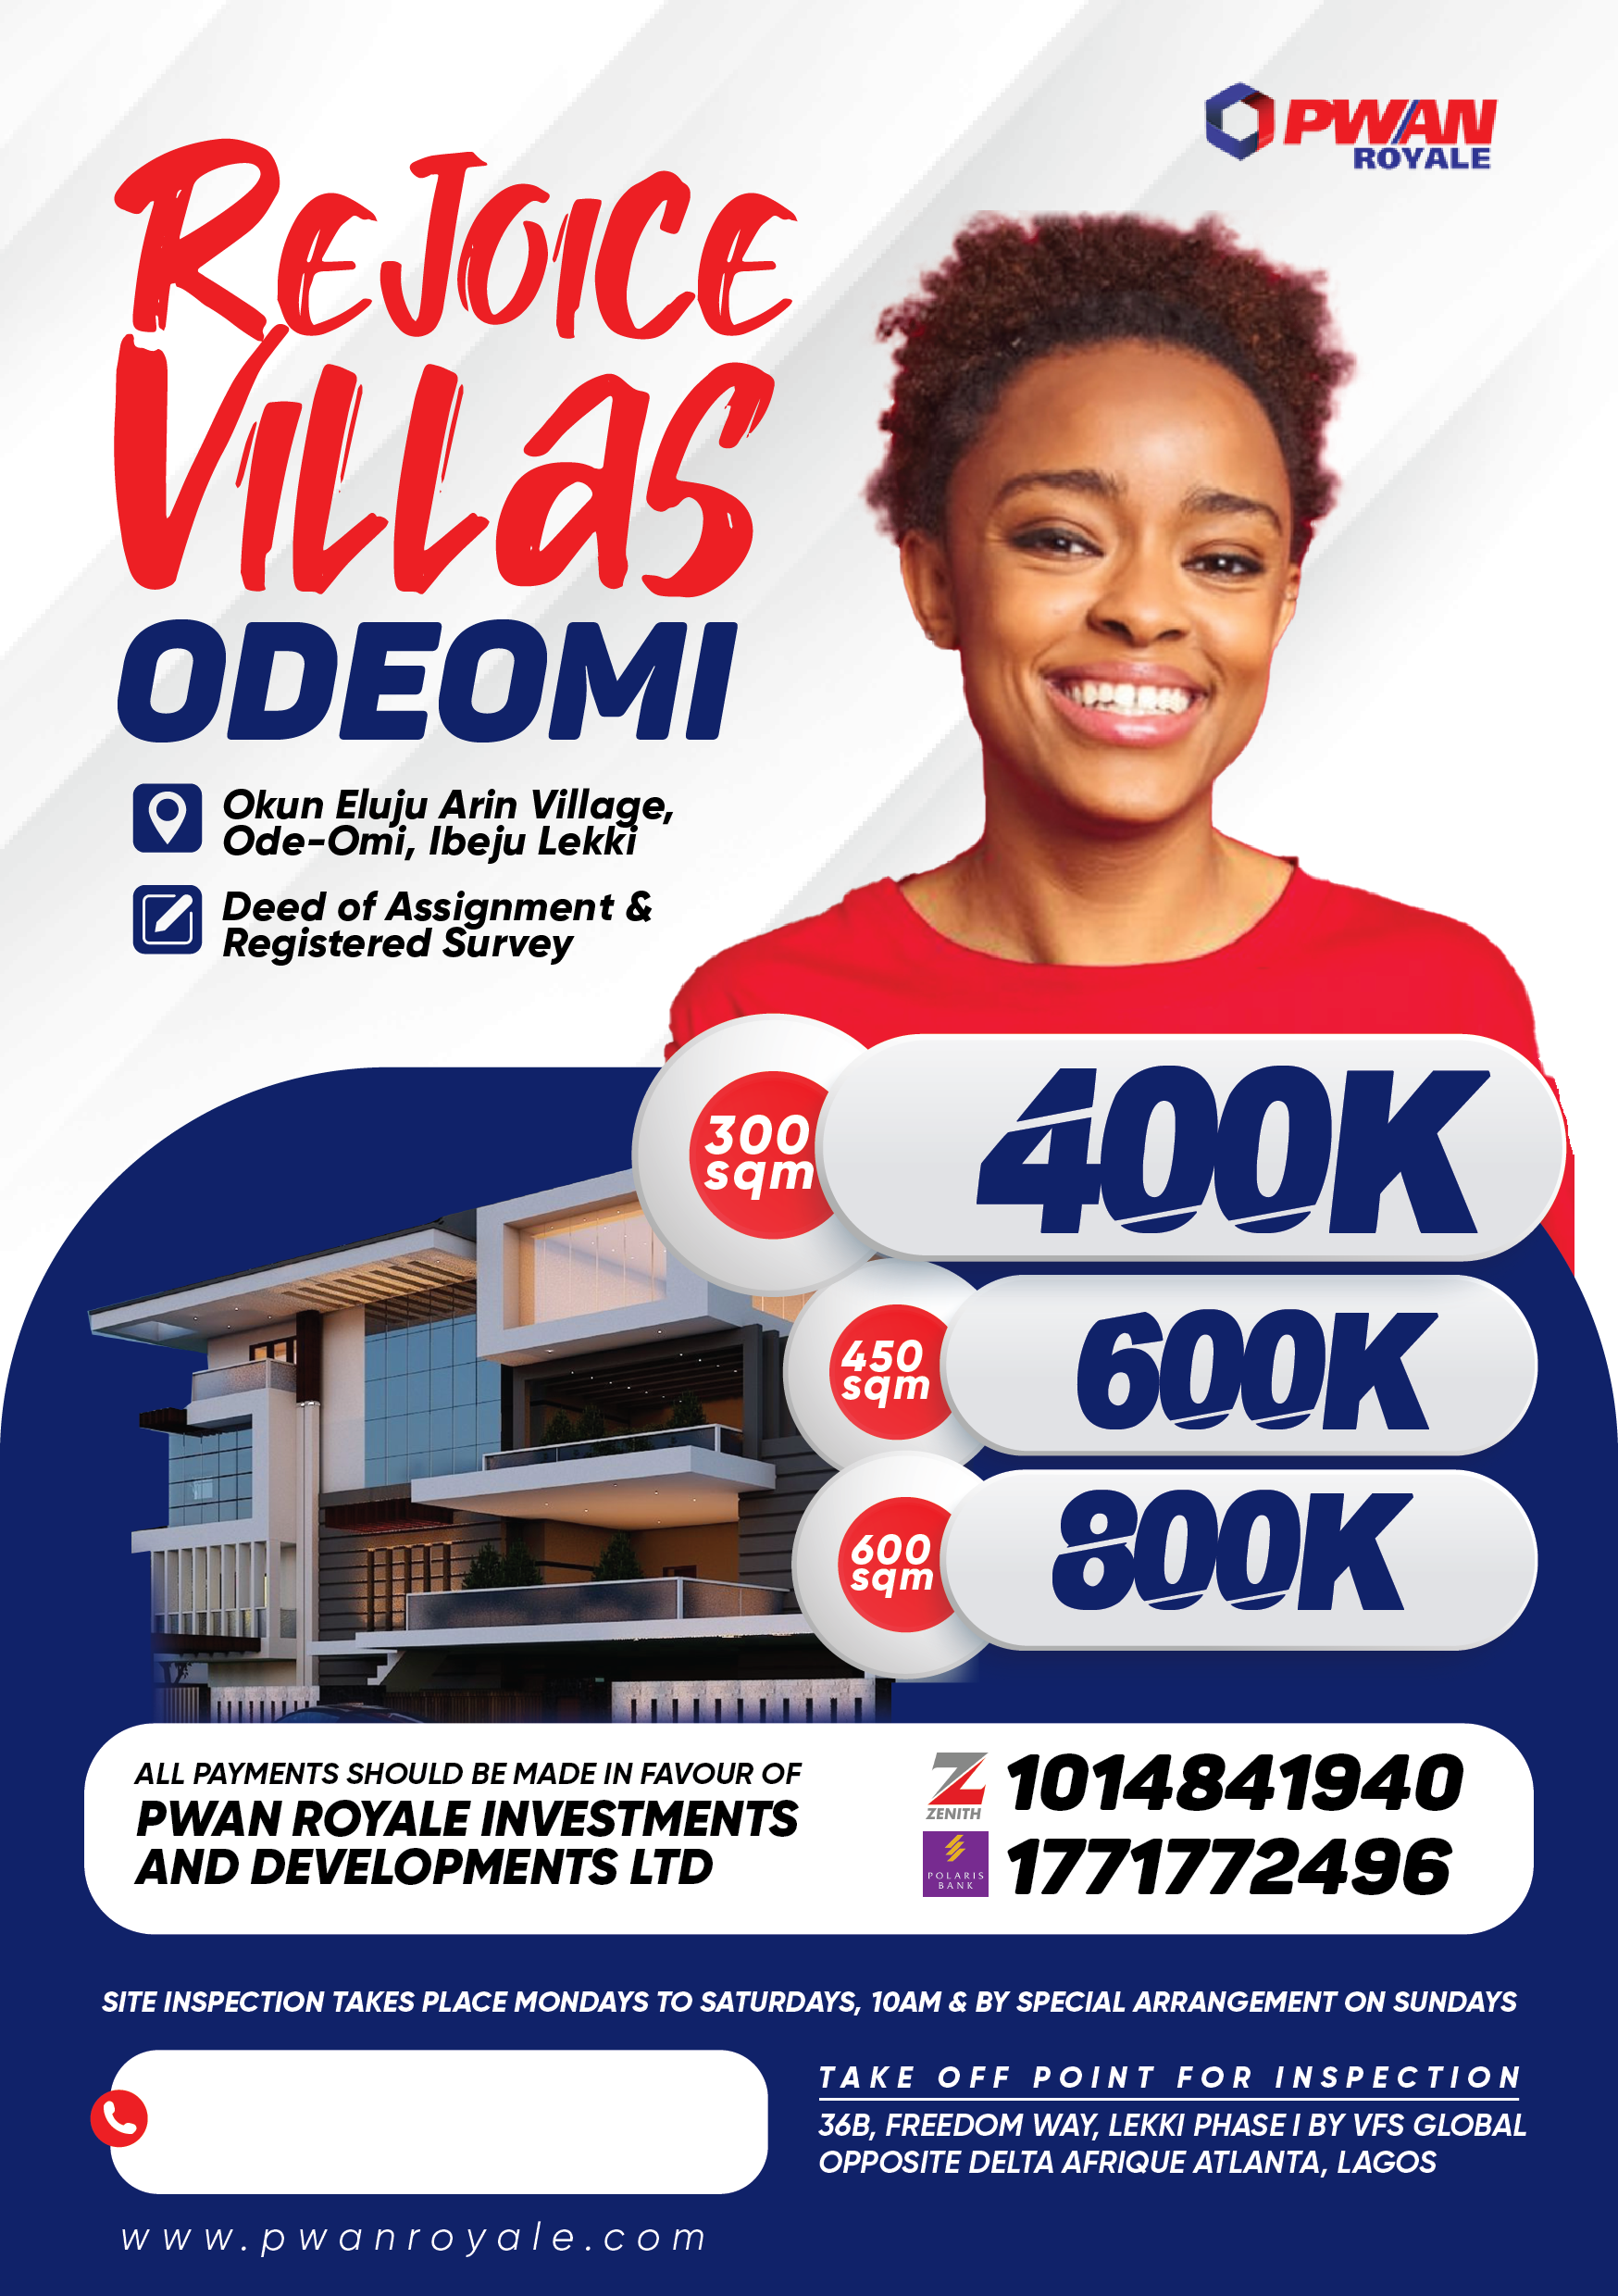 PWAN
ROYALE
REJOICE
VILLAS
ODEOMI
Okun Eluju Arin Village,
Ode-Omi, Ibeju Lekki
Deed of Assignment &
Registered Survey
300
sqm
400K
450
sqm
600K
600
sqm
800K
ALL PAYMENTS SHOULD BE MADE IN FAVOUR OF
PWAN ROYALE INVESTMENTS
AND DEVELOPMENTS LTD
ZENITH
1014841940
POLARIS
BANK
1771772496
SITE INSPECTION TAKES PLACE MONDAYS TO SATURDAYS, 10AM & BY SPECIAL ARRANGEMENT ON SUNDAYS
TAKE OFF POINT FOR INSPECTION
36B, FREEDOM WAY, LEKKI PHASE I BY VFS GLOBAL
OPPOSITE DELTA AFRIQUE ATLANTA, LAGOS
www.pwanroyale.com